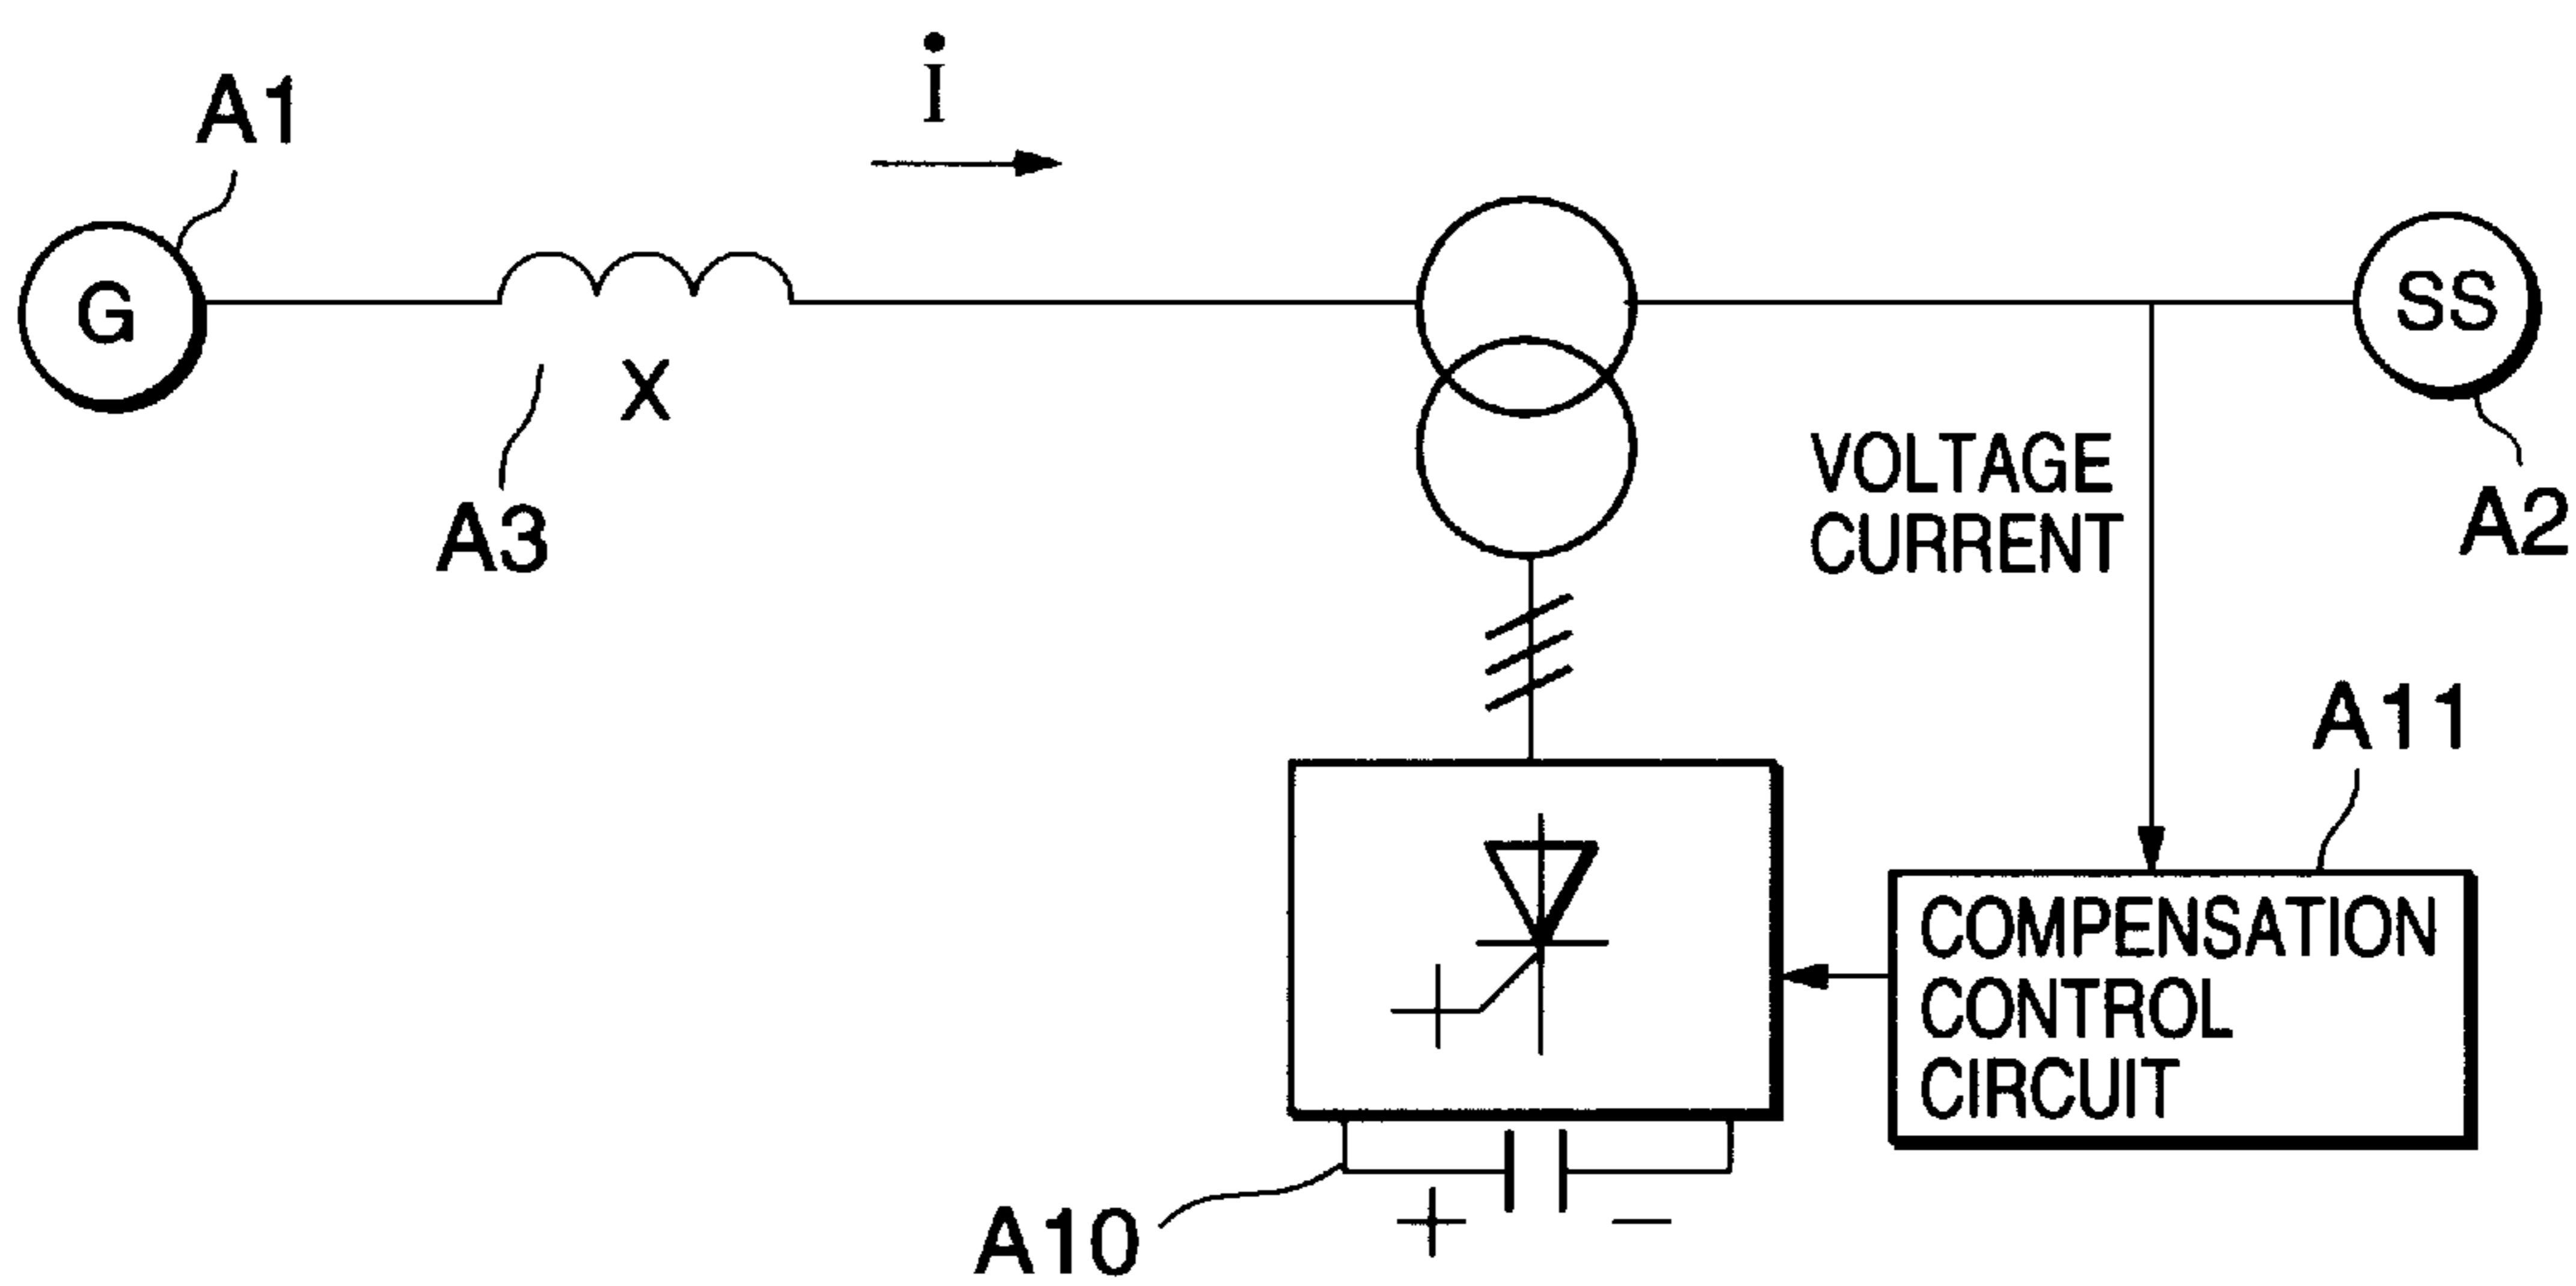 A1
i
G
X
A3
SS
A2
VOLTAGE
CURRENT
A11
COMPENSATION
CONTROL
CIRCUIT
A10
+ −